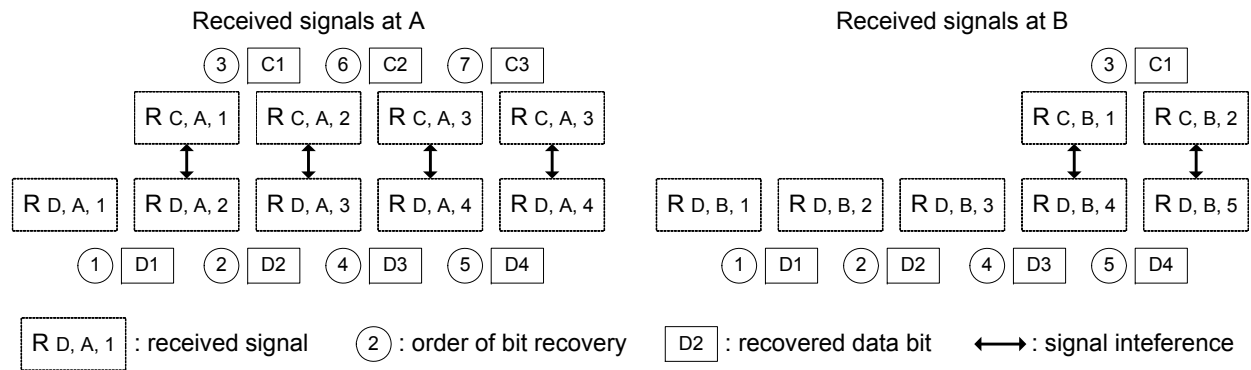 Received signals at A
Received signals at B
3 C1 6 C2 7 C3
3 C1
R C, A, 1 R C, A, 2 R C, A, 3 R C, A, 3
R C, B, 1 R C, B, 2
R D, A, 1 R D, A, 2 R D, A, 3 R D, A, 4 R D, A, 4
R D, B, 1 R D, B, 2 R D, B, 3 R D, B, 4 R D, B, 5
1 D1 2 D2 4 D3 5 D4
1 D1 2 D2 4 D3 5 D4
R D, A, 1 : received signal 2 : order of bit recovery D2 : recovered data bit : signal inteference